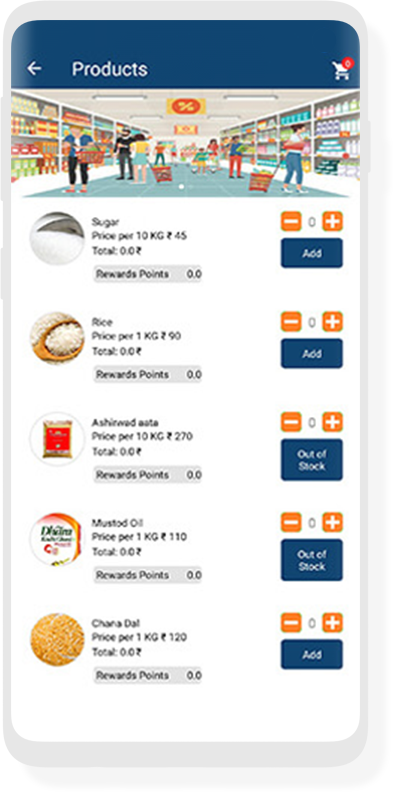 Products
0
%
Sugar
Price per 10 KG ₹ 45
0
Total: 0.0₹
Add
Rewards Points 0.0
Rice
Price per 1 KG ₹ 90
0
Total: 0.0₹
Add
Rewards Points 0.0
Ashirwad aata
Price per 10 KG ₹ 270
0
Total: 0.0₹
Out of
Stock
Rewards Points 0.0
Mustod Oil
Price per 1 KG ₹ 110
0
Total: 0.0₹
Out of
Stock
Rewards Points 0.0
Dhara
Chana Dal
Price per 1 KG ₹ 120
0
Total: 0.0₹
Add
Rewards Points 0.0